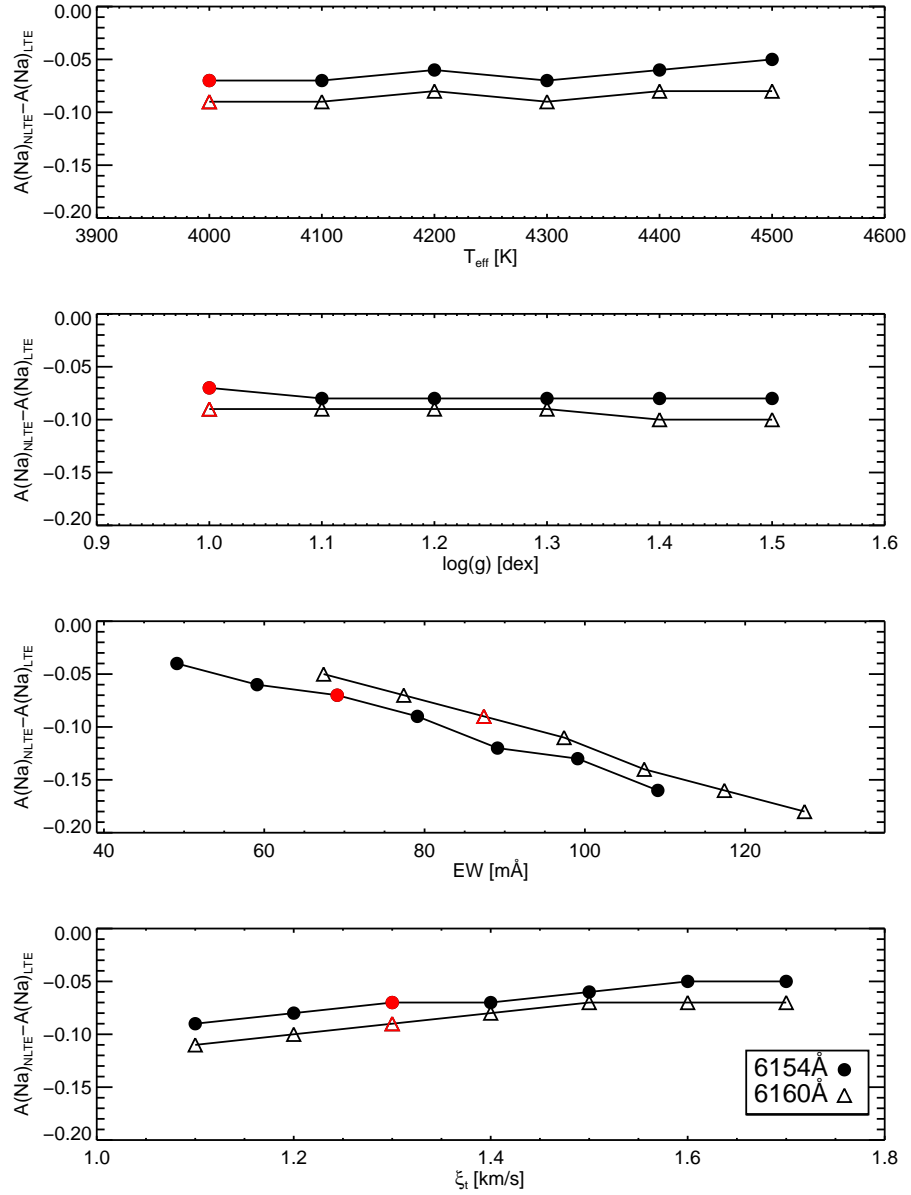 0.00
−0.05
−0.10
−0.15
−0.20
A(Na)NLTE−A(Na)LTE
3900 4000 4100 4200 4300 4400 4500 4600
Teff [K]
0.00
−0.05
−0.10
−0.15
−0.20
A(Na)NLTE−A(Na)LTE
0.9 1.0 1.1 1.2 1.3 1.4 1.5 1.6
log(g) [dex]
0.00
−0.05
−0.10
−0.15
−0.20
A(Na)NLTE−A(Na)LTE
40 60 80 100 120
EW [mÅ]
0.00
−0.05
−0.10
−0.15
−0.20
A(Na)NLTE−A(Na)LTE
6154Å
6160Å
1.0 1.2 1.4 1.6 1.8
ξt [km/s]